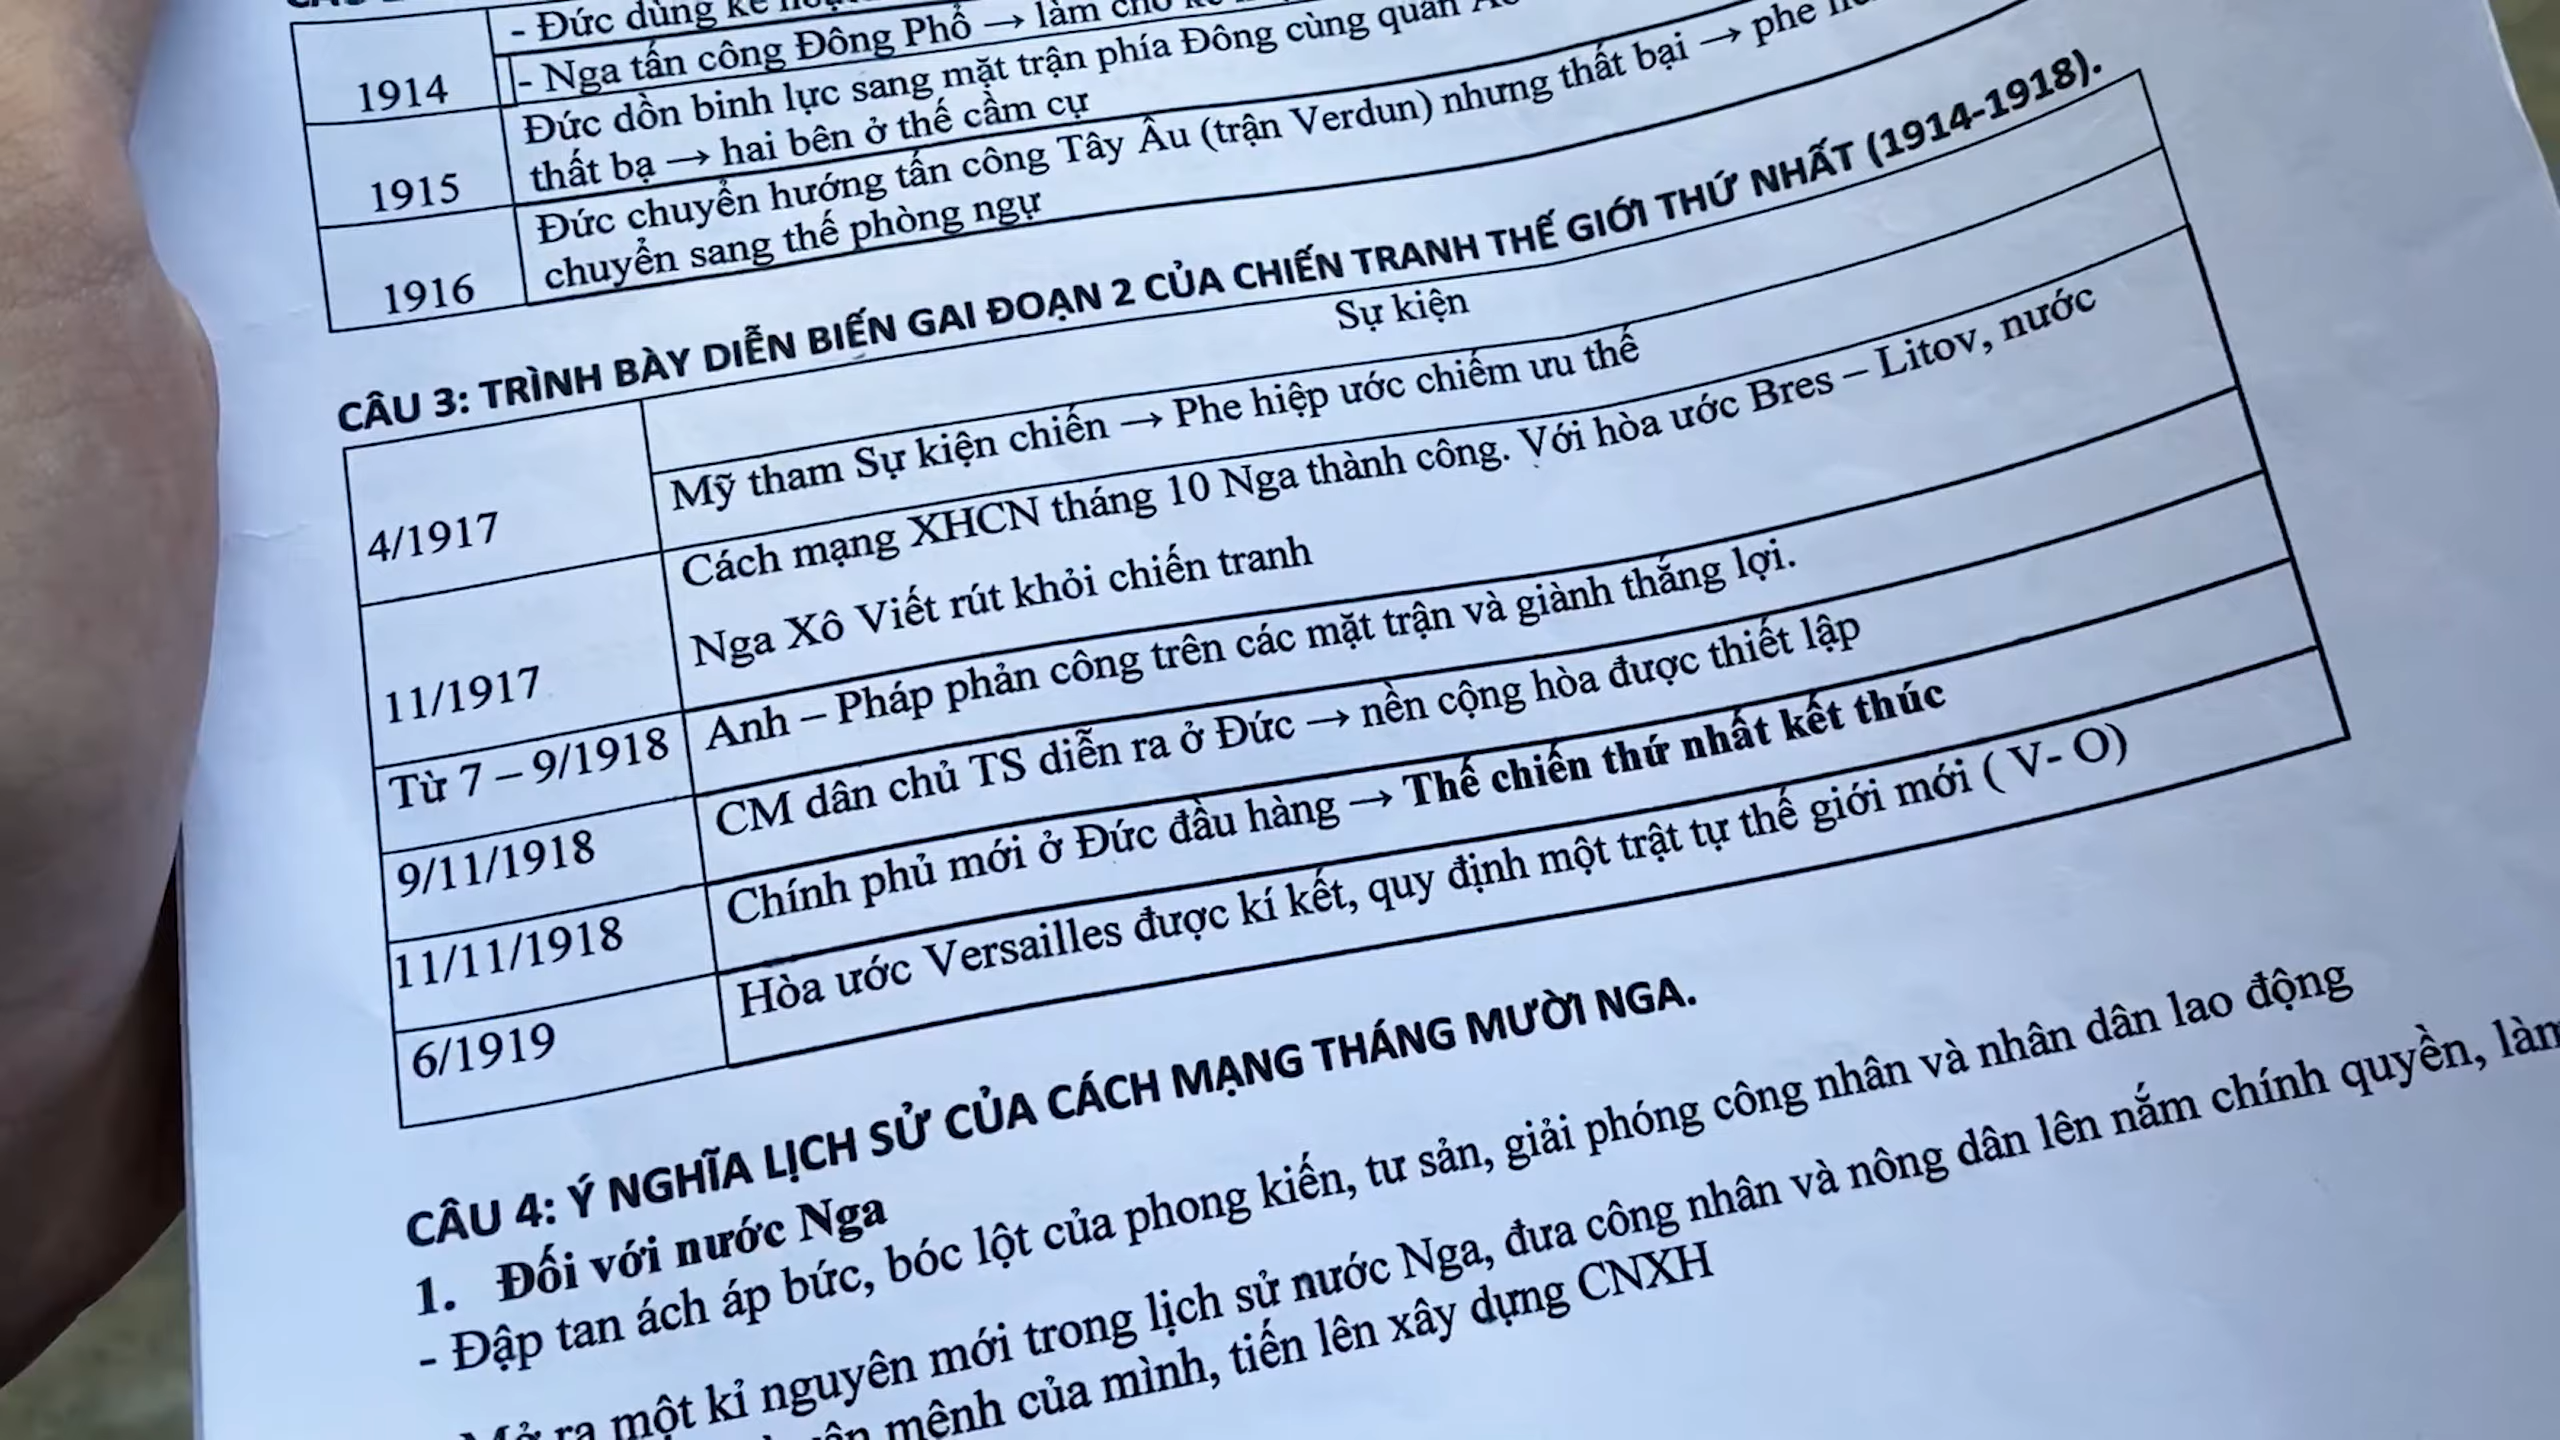 - Đức dùng kế
1914
- Nga tấn công Đông Phổ → làm cho
Đức dồn binh lực sang mặt trận phía Đông cùng quân
1915
thất bạ → hai bên ở thế cầm cự
Đức chuyển hướng tấn công Tây Âu (trận Verdun) nhưng thất bại → phe
1916
chuyển sang thế phòng ngự
CÂU 3: TRÌNH BÀY DIỄN BIẾN GAI ĐOẠN 2 CỦA CHIẾN TRANH THẾ GIỚI THỨ NHẤT (1914-1918).
Sự kiện
4/1917
Mỹ tham Sự kiện chiến → Phe hiệp ước chiếm ưu thế
Cách mạng XHCN tháng 10 Nga thành công. Với hòa ước Bres – Litov, nước
11/1917
Nga Xô Viết rút khỏi chiến tranh
Từ 7 – 9/1918
Anh – Pháp phản công trên các mặt trận và giành thắng lợi.
9/11/1918
CM dân chủ TS diễn ra ở Đức → nền cộng hòa được thiết lập
11/11/1918
Chính phủ mới ở Đức đầu hàng → Thế chiến thứ nhất kết thúc
6/1919
Hòa ước Versailles được kí kết, quy định một trật tự thế giới mới ( V- O)
CÂU 4: Ý NGHĨA LỊCH SỬ CỦA CÁCH MẠNG THÁNG MƯỜI NGA.
1. Đối với nước Nga
- Đập tan ách áp bức, bóc lột của phong kiến, tư sản, giải phóng công nhân và nhân dân lao động
Mở ra một kỉ nguyên mới trong lịch sử nước Nga, đưa công nhân và nông dân lên nắm chính quyền, làm
mệnh của mình, tiến lên xây dựng CNXH